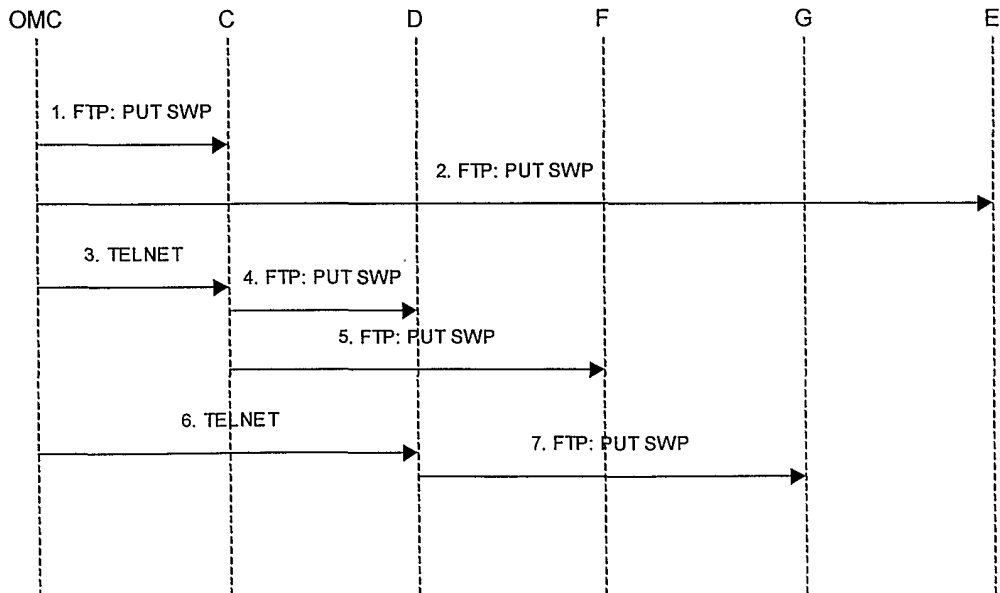 OMC C D F G E
1. FTP: PUT SWP
2. FTP: PUT SWP
3. TELNET
4. FTP: PUT SWP
5. FTP: PUT SWP
6. TELNET
7. FTP: PUT SWP